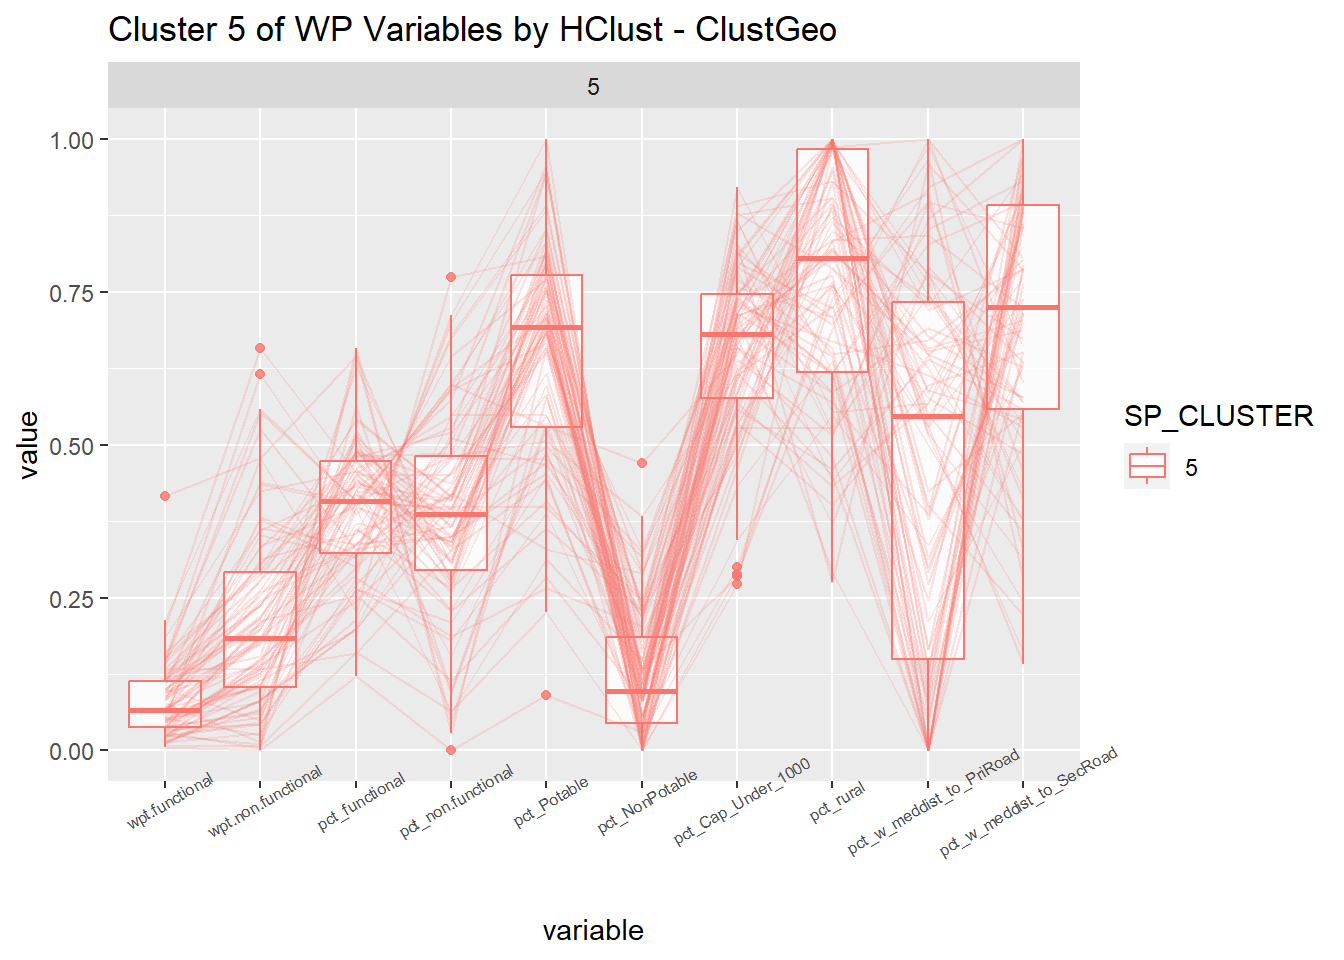 Cluster 5 of WP Variables by HClust - ClustGeo
5
1.00
0.75
0.50
0.25
0.00
value
wpt.functional
wpt.non.functional
pct_functional
pct_non.functional
pct_Potable
pct_NonPotable
pct_Cap_Under_1000
pct_rural
pct_w_meddist_to_PriRoad
pct_w_meddist_to_SecRoad
variable
SP_CLUSTER
5